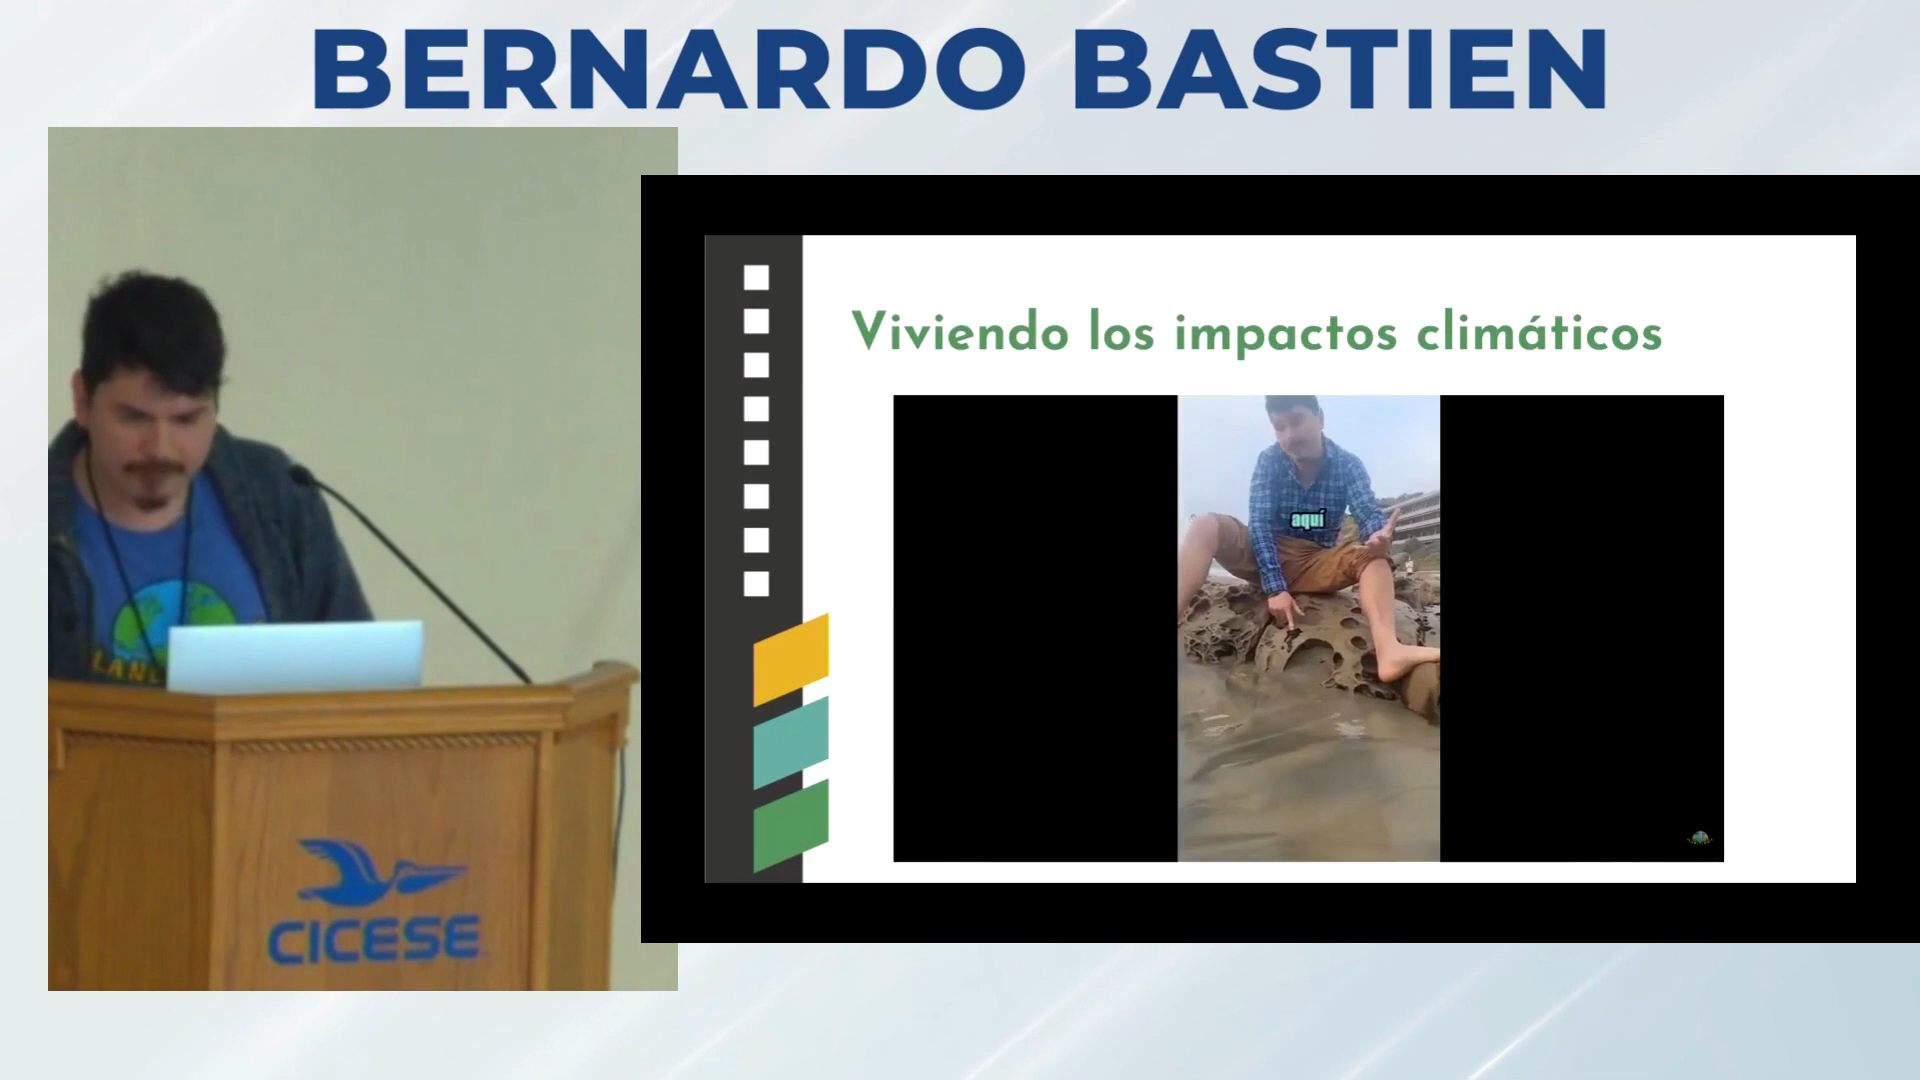 BERNARDO BASTIEN
Viviendo los impactos climáticos
aquí
CICESE